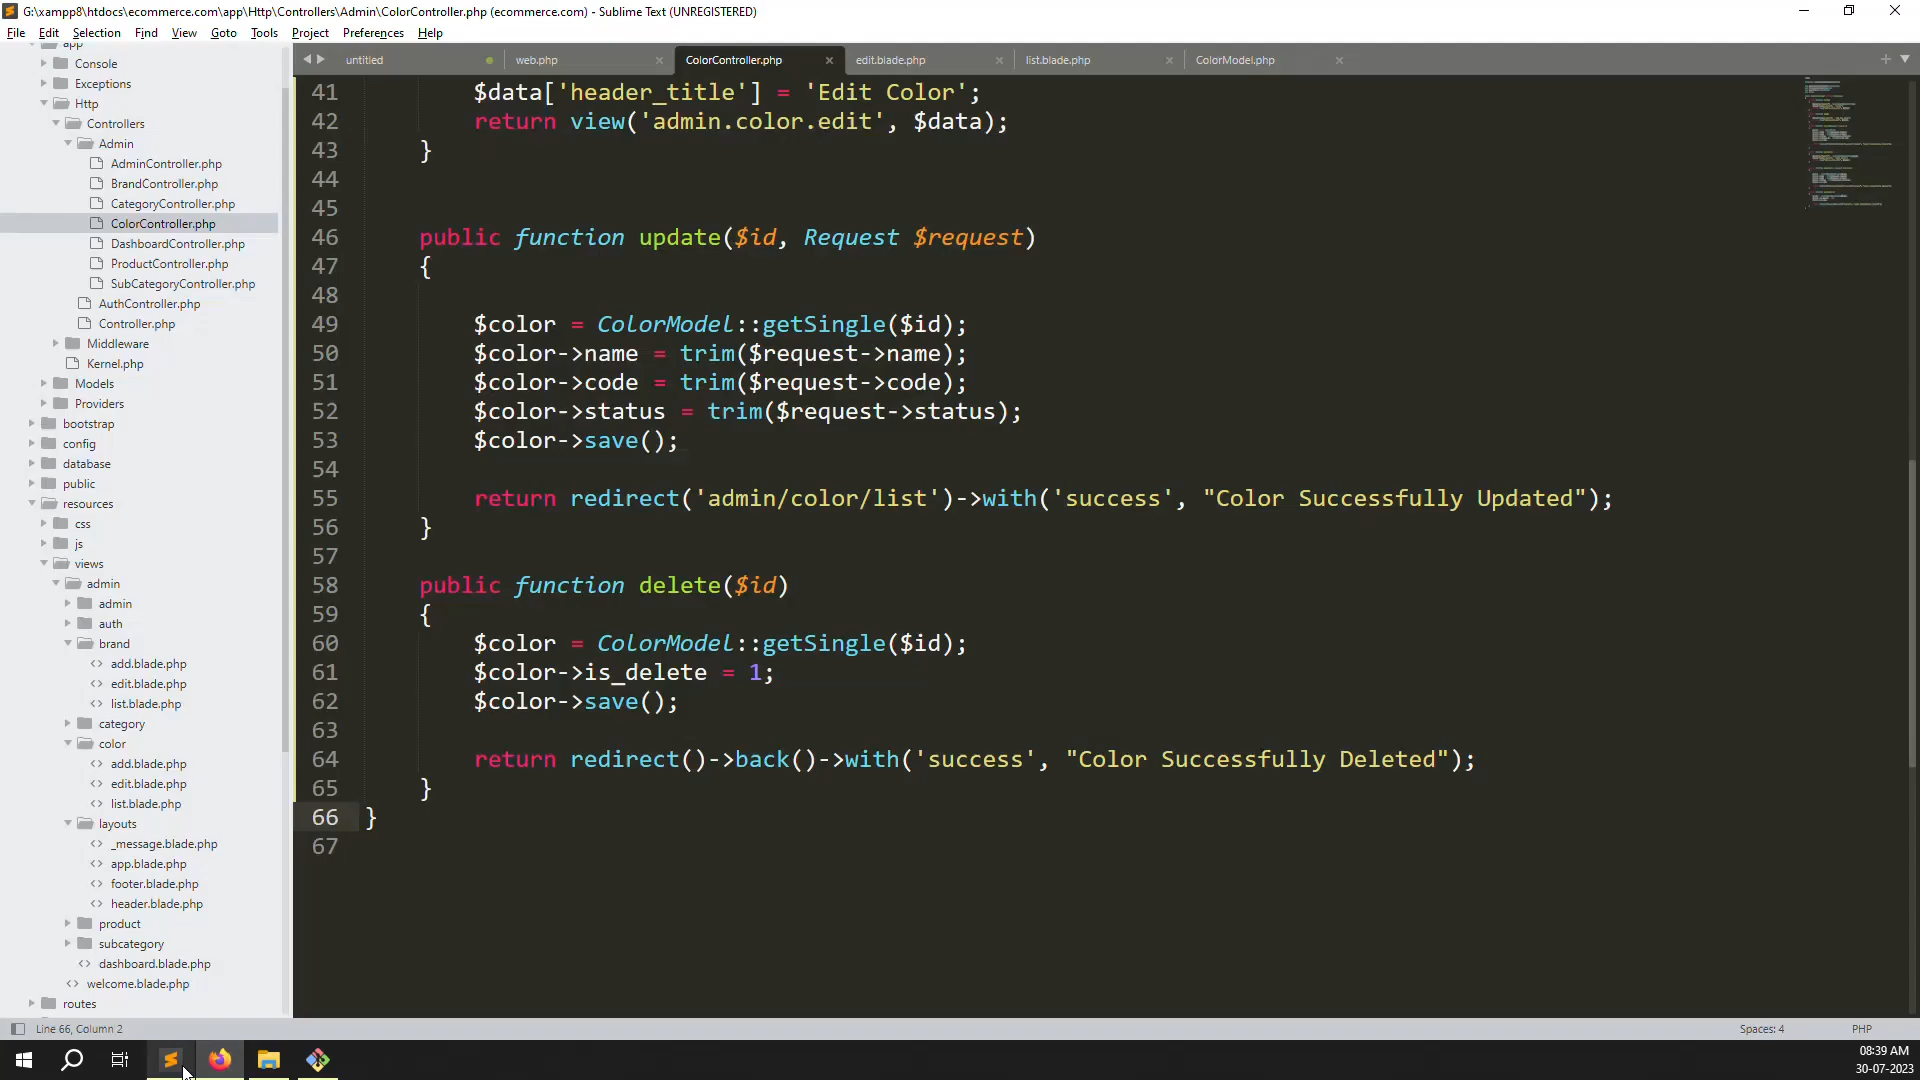 G:\xampp8\htdocs\ecommerce.com\app\Http\Controllers\Admin\ColorController.php (ecommerce.com) - Sublime Text (UNREGISTERED)
File Edit Selection Find View Goto Tools Project Preferences Help
untitled web.php ColorController.php edit.blade.php list.blade.php ColorModel.php
app
Console
Exceptions
Http
Controllers
Admin
AdminController.php
BrandController.php
CategoryController.php
ColorController.php
DashboardController.php
ProductController.php
SubCategoryController.php
AuthController.php
Controller.php
Middleware
Kernel.php
Models
Providers
bootstrap
config
database
public
resources
css
js
views
admin
admin
auth
brand
add.blade.php
edit.blade.php
list.blade.php
category
color
add.blade.php
edit.blade.php
list.blade.php
layouts
_message.blade.php
app.blade.php
footer.blade.php
header.blade.php
product
subcategory
dashboard.blade.php
welcome.blade.php
routes
41 $data['header_title'] = 'Edit Color';
42 return view('admin.color.edit', $data);
43 }
44
45
46 public function update($id, Request $request)
47 {
48
49 $color = ColorModel::getSingle($id);
50 $color->name = trim($request->name);
51 $color->code = trim($request->code);
52 $color->status = trim($request->status);
53 $color->save();
54
55 return redirect('admin/color/list')->with('success', "Color Successfully Updated");
56 }
57
58 public function delete($id)
59 {
60 $color = ColorModel::getSingle($id);
61 $color->is_delete = 1;
62 $color->save();
63
64 return redirect()->back()->with('success', "Color Successfully Deleted");
65 }
66 }
67
Line 66, Column 2 Spaces: 4 PHP
08:39 AM
30-07-2023